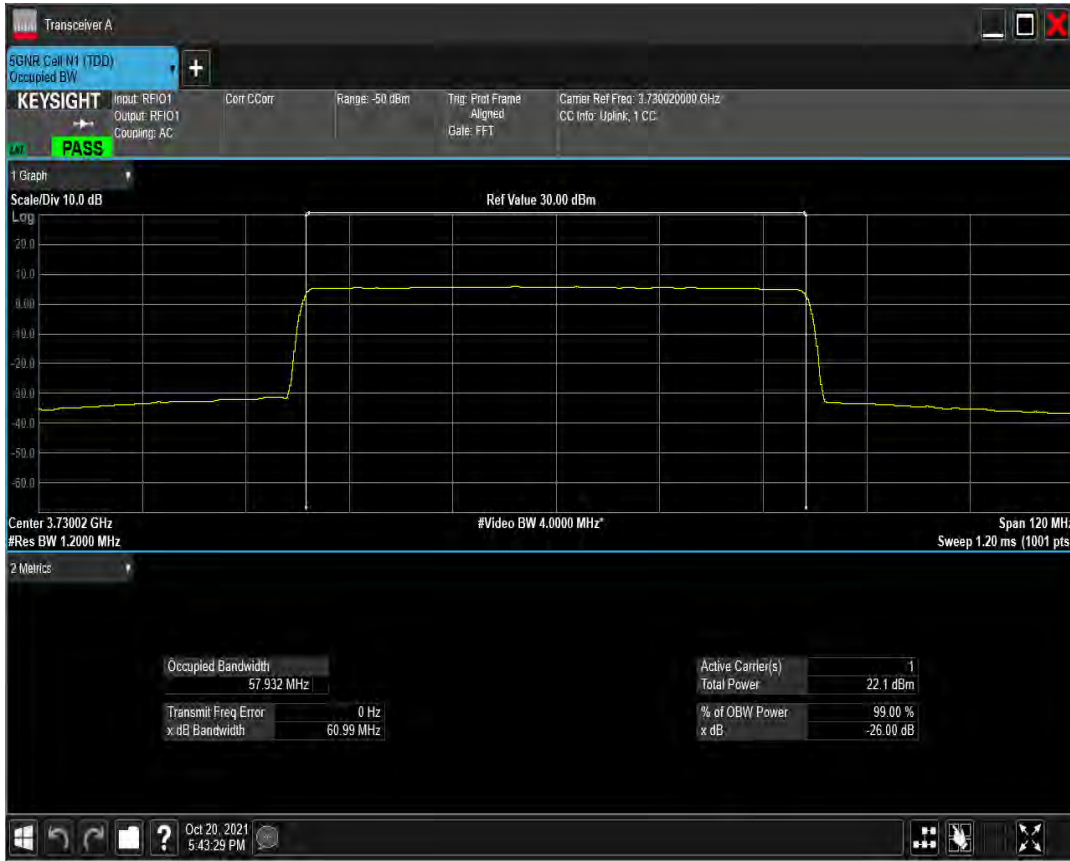 Transceiver A
5GNR Cell N1 (TDD)
Occupied BW
+
KEYSIGHT
Input: RFIO1
Output: RFIO1
Coupling: AC
Corr CCorr
Range: -50 dBm
Trig: Prot Frame
Aligned
Gate: FFT
Carrier Ref Freq: 3.730020000 GHz
CC Info: Uplink, 1 CC
PASS
1 Graph
Scale/Div 10.0 dB
Ref Value 30.00 dBm
Log
20.0
10.0
0.00
-10.0
-20.0
-30.0
-40.0
-50.0
-60.0
Center 3.73002 GHz
#Video BW 4.0000 MHz*
Span 120 MHz
#Res BW 1.2000 MHz
Sweep 1.20 ms (1001 pts
2 Metrics
Occupied Bandwidth
57.932 MHz
Transmit Freq Error 0 Hz
x dB Bandwidth 60.99 MHz
Active Carrier(s) 1
Total Power 22.1 dBm
% of OBW Power 99.00 %
x dB -26.00 dB
?
Oct 20, 2021
5:43:29 PM